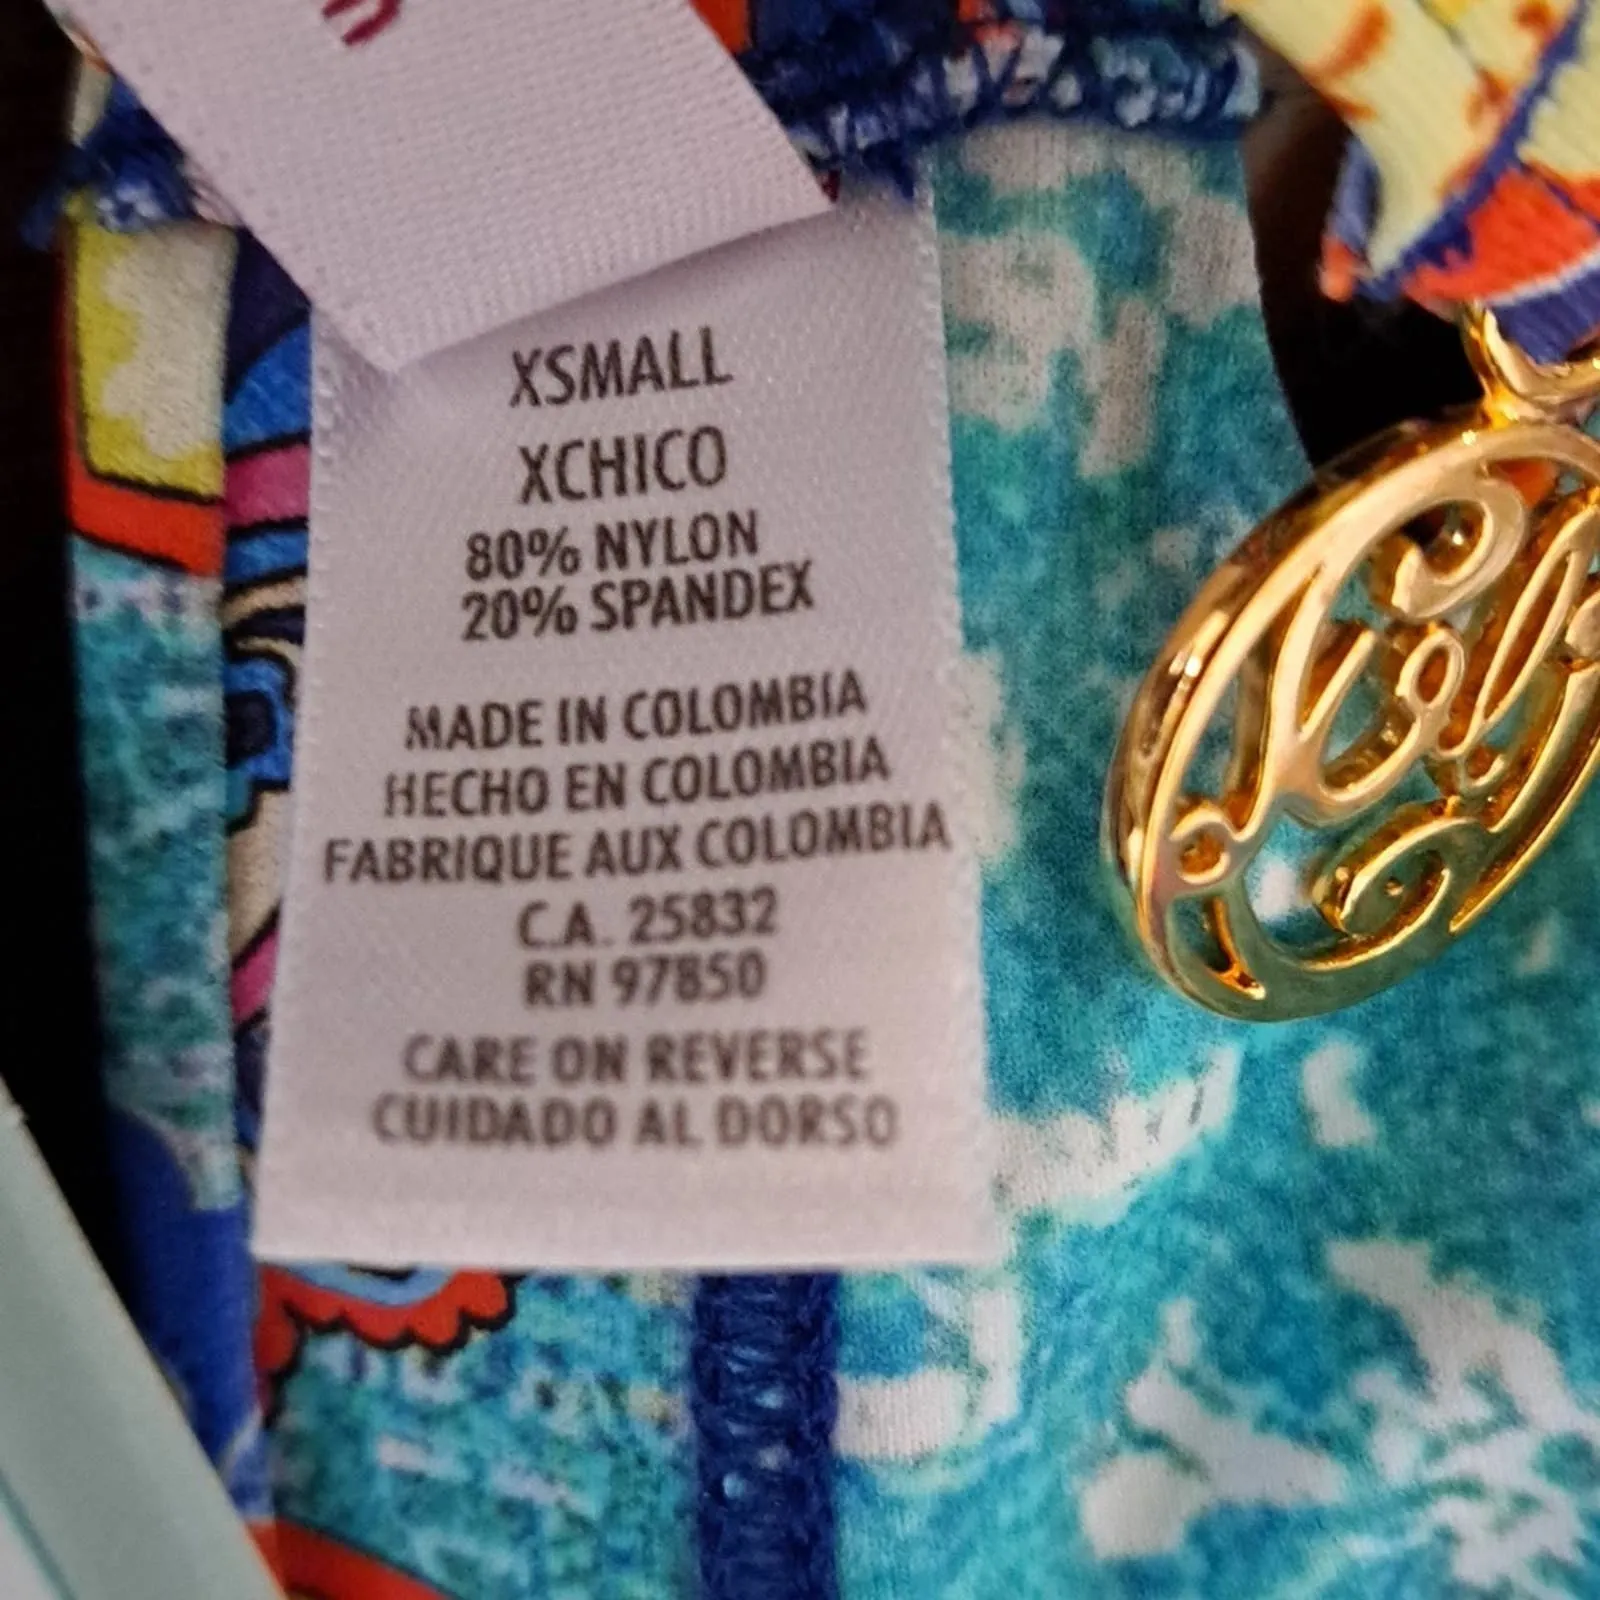 XSMALL
XCHICO
80% NYLON
20% SPANDEX
MADE IN COLOMBIA
HECHO EN COLOMBIA
FABRIQUE AUX COLOMBIA
C.A. 25832
RN 97850
CARE ON REVERSE
CUIDADO AL DORSO